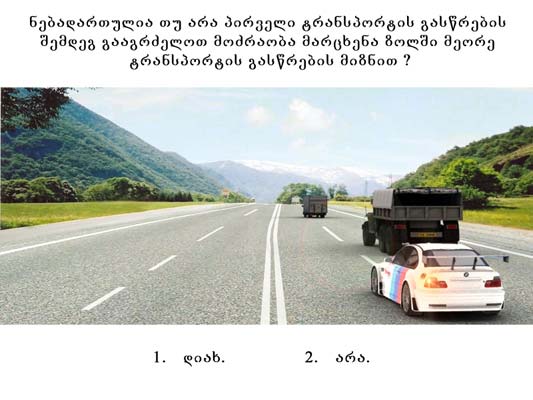 ნებადართულია თუ არა პირველი ტრანსპორტის გასწრების
შემდეგ გააგრძელოთ მოძრაობა მარცხენა ზოლში მეორე
ტრანსპორტის გასწრების მიზნით ?
1. დიახ.
2. არა.